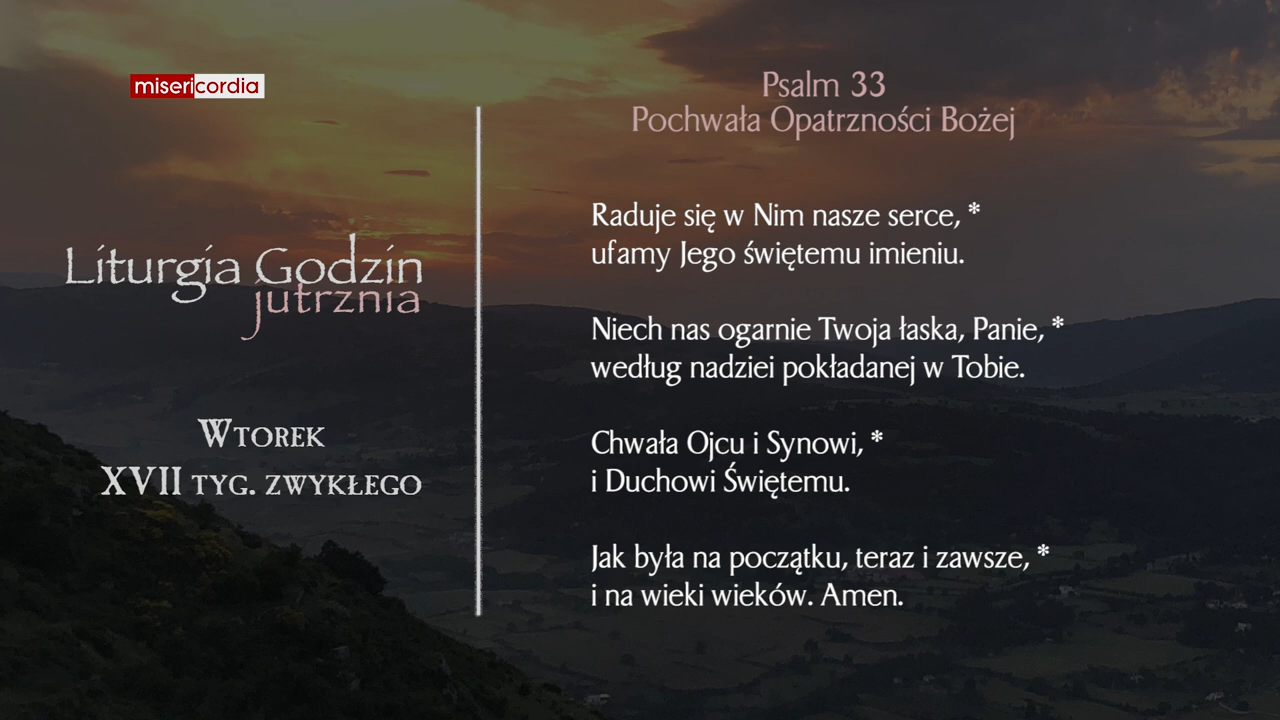 misericordia
Liturgia Godzin
jutrznia
Wtorek
XVII tyg. zwykłego
Psalm 33
Pochwała Opatrzności Bożej
Raduje się w Nim nasze serce, *
ufamy Jego świętemu imieniu.
Niech nas ogarnie Twoja łaska, Panie, *
według nadziei pokładanej w Tobie.
Chwała Ojcu i Synowi, *
i Duchowi Świętemu.
Jak była na początku, teraz i zawsze, *
i na wieki wieków. Amen.